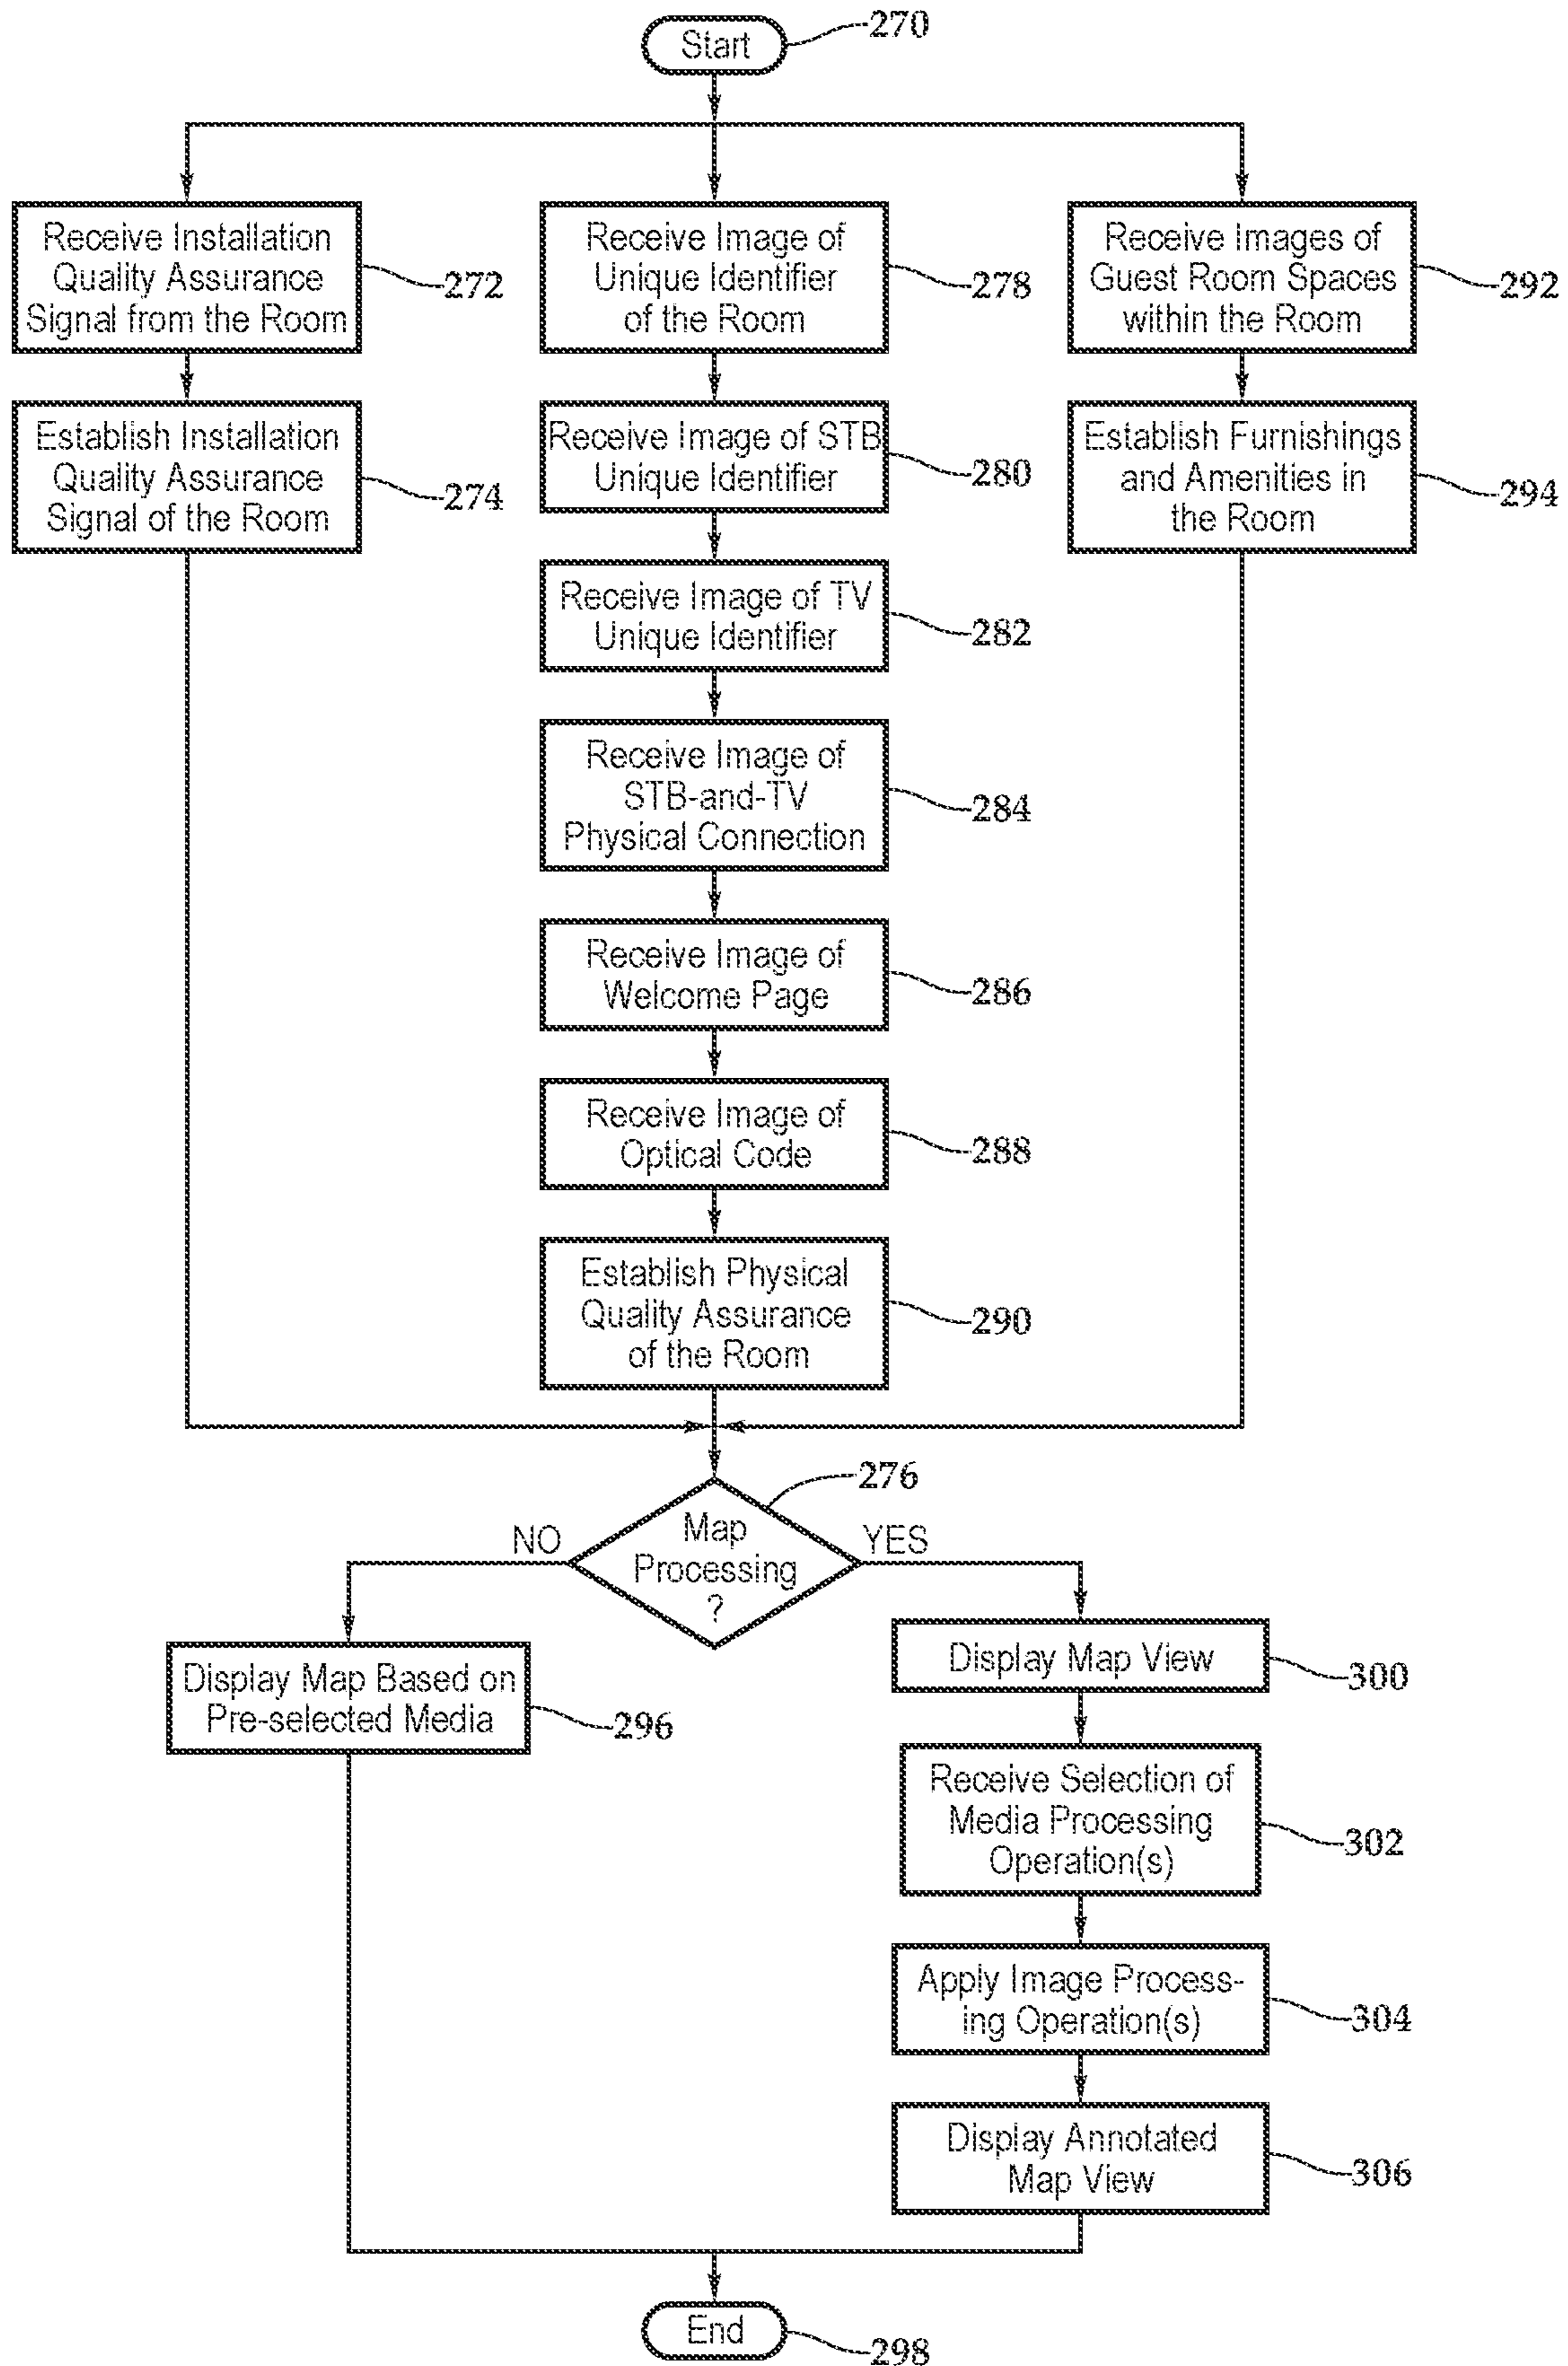 Start
270
Receive Installation
Quality Assurance
Signal from the Room
272
Establish Installation
Quality Assurance
Signal of the Room
274
Receive Image of
Unique Identifier
of the Room
278
Receive Image of STB
Unique Identifier
280
Receive Image of TV
Unique Identifier
282
Receive Image of
STB-and-TV
Physical Connection
284
Receive Image of
Welcome Page
286
Receive Image of
Optical Code
288
Establish Physical
Quality Assurance
of the Room
290
Receive Images of
Guest Room Spaces
within the Room
292
Establish Furnishings
and Amenities in
the Room
294
276
Map
Processing
?
NO
YES
Display Map Based on
Pre-selected Media
296
Display Map View
300
Receive Selection of
Media Processing
Operation(s)
302
Apply Image Process-
ing Operation(s)
304
Display Annotated
Map View
306
End
298